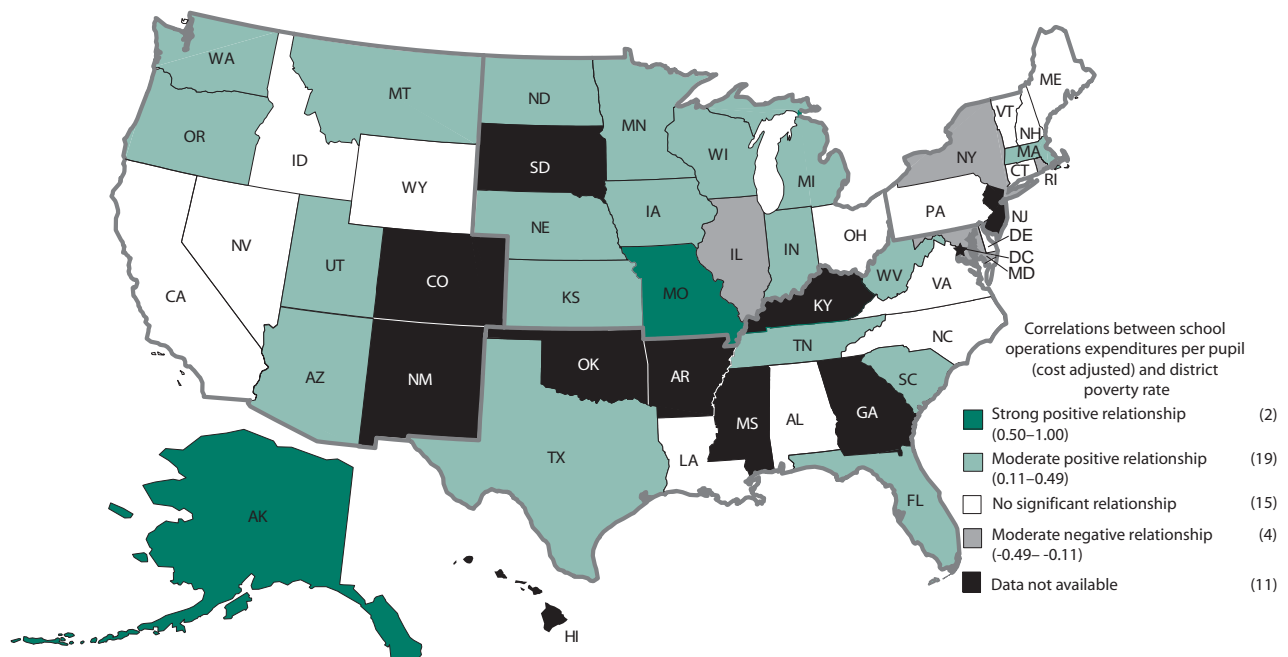 WA
MT
ND
MN
ME
VT
NH
OR
ID
SD
WI
NY
MA
CT
RI
WY
MI
IA
PA
NJ
NE
OH
DE
NV
IL
IN
DC
MD
UT
CO
WV
VA
CA
KS
MO
KY
NC
TN
AZ
NM
OK
AR
SC
MS
AL
GA
LA
TX
FL
AK
HI
Correlations between school
operations expenditures per pupil
(cost adjusted) and district
poverty rate
Strong positive relationship (2)
(0.50–1.00)
Moderate positive relationship (19)
(0.11–0.49)
No significant relationship (15)
Moderate negative relationship (4)
(-0.49– -0.11)
Data not available (11)